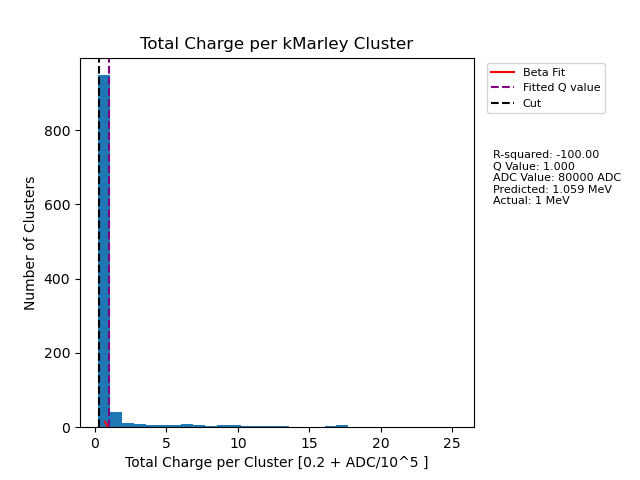 Total Charge per kMarley Cluster
Number of Clusters
800
600
400
200
0
0 5 10 15 20 25
Total Charge per Cluster [0.2 + ADC/10^5 ]
Beta Fit
Fitted Q value
Cut
R-squared: -100.00
Q Value: 1.000
ADC Value: 80000 ADC
Predicted: 1.059 MeV
Actual: 1 MeV